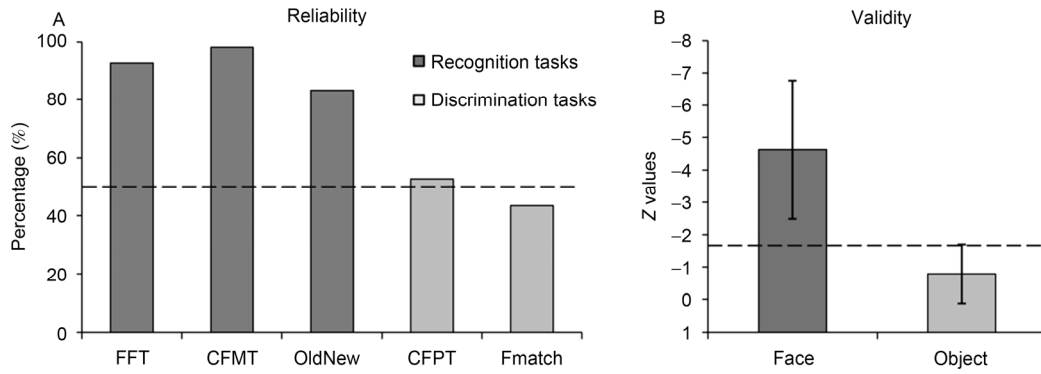 A
Reliability
100
80
60
40
20
0
Percentage (%)
Recognition tasks
Discrimination tasks
FFT
CFMT
OldNew
CFPT
Fmatch
B
Validity
–8
–7
–6
–5
–4
–3
–2
–1
0
1
Z values
Face
Object